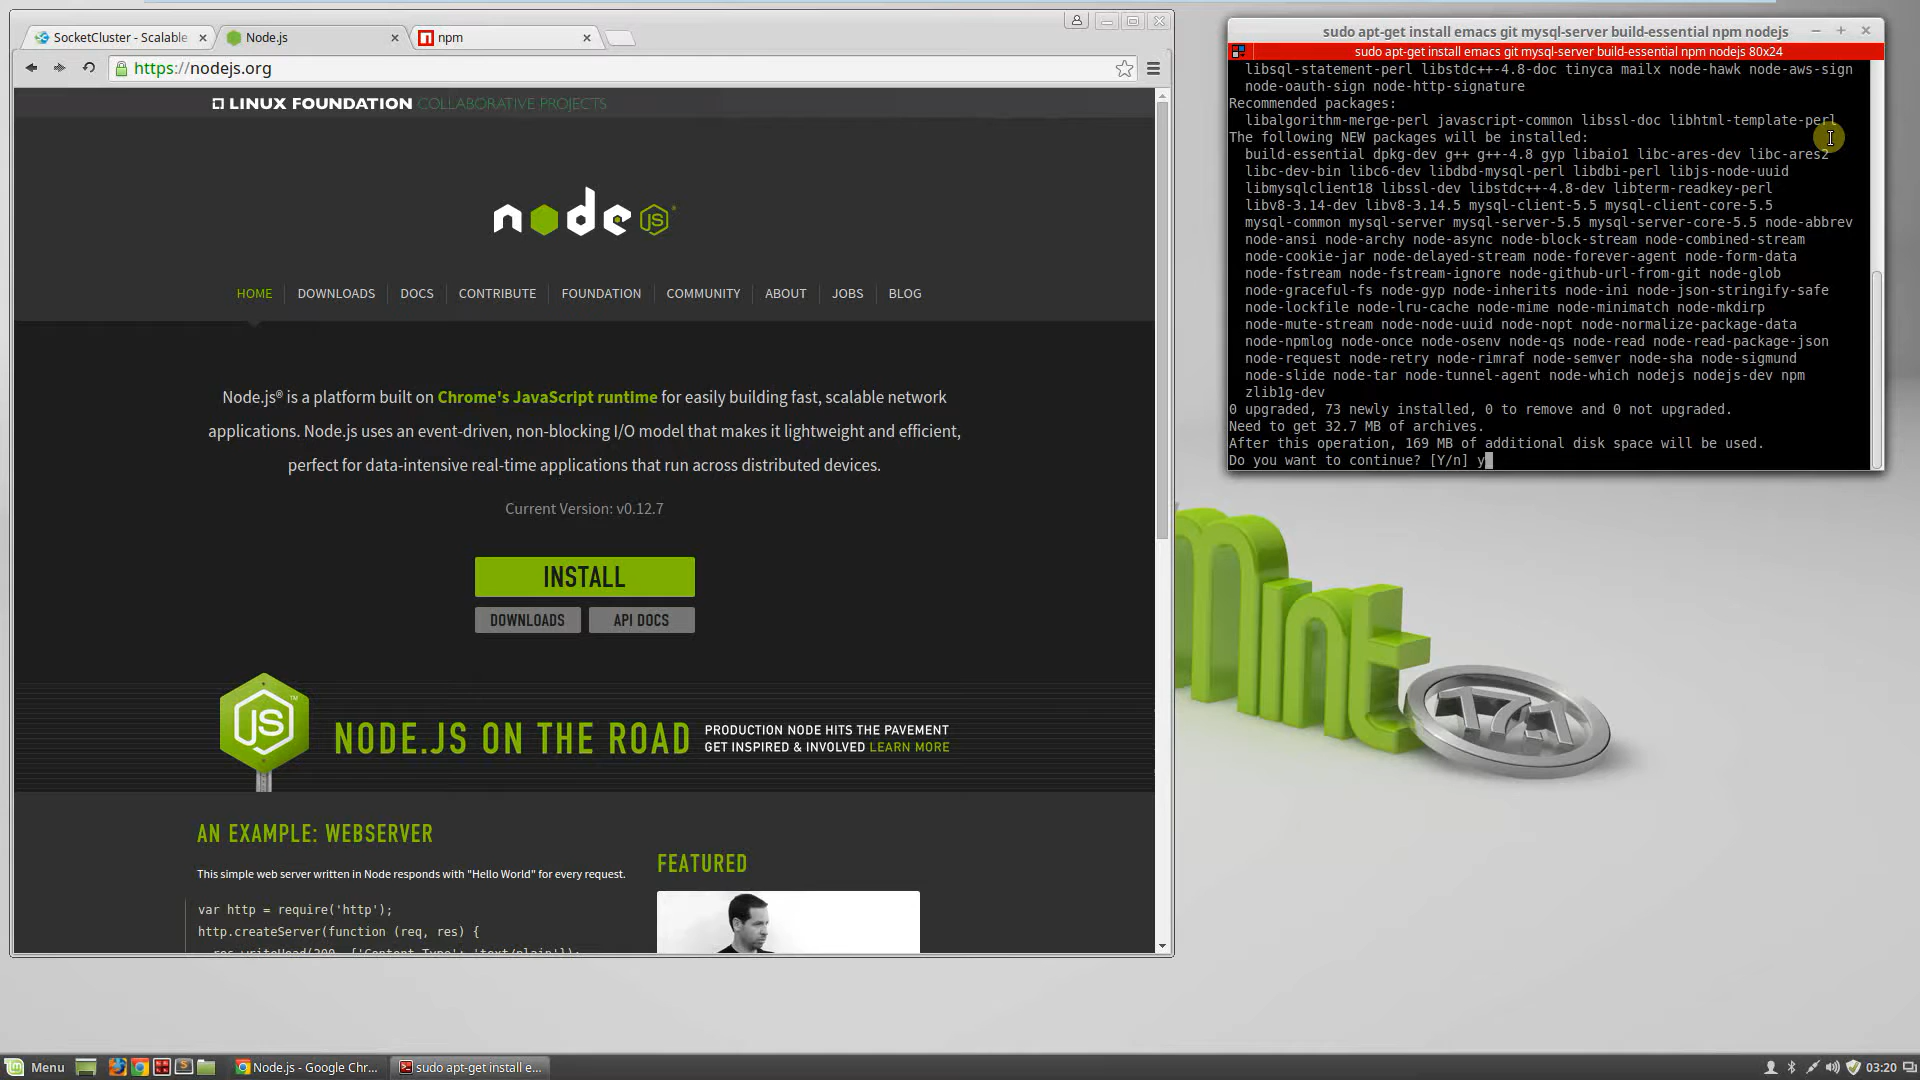 SocketCluster - Scalable
Node.js
npm
https://nodejs.org
LINUX FOUNDATION COLLABORATIVE PROJECTS
node JS
HOME
DOWNLOADS
DOCS
CONTRIBUTE
FOUNDATION
COMMUNITY
ABOUT
JOBS
BLOG
Node.js® is a platform built on Chrome's JavaScript runtime for easily building fast, scalable network
applications. Node.js uses an event-driven, non-blocking I/O model that makes it lightweight and efficient,
perfect for data-intensive real-time applications that run across distributed devices.
Current Version: v0.12.7
INSTALL
DOWNLOADS
API DOCS
JS™
NODE.JS ON THE ROAD
PRODUCTION NODE HITS THE PAVEMENT
GET INSPIRED & INVOLVED LEARN MORE
AN EXAMPLE: WEBSERVER
This simple web server written in Node responds with "Hello World" for every request.
var http = require('http');
http.createServer(function (req, res) {
res.writeHead(200, {'Content-Type': 'text/plain'});
FEATURED
sudo apt-get install emacs git mysql-server build-essential npm nodejs
sudo apt-get install emacs git mysql-server build-essential npm nodejs 80x24
libsql-statement-perl libstdc++-4.8-doc tinyca mailx node-hawk node-aws-sign
node-oauth-sign node-http-signature
Recommended packages:
libalgorithm-merge-perl javascript-common libssl-doc libhtml-template-perl
The following NEW packages will be installed:
build-essential dpkg-dev g++ g++-4.8 gyp libaio1 libc-ares-dev libc-ares2
libc-dev-bin libc6-dev libdbd-mysql-perl libdbi-perl libjs-node-uuid
libmysqlclient18 libssl-dev libstdc++-4.8-dev libterm-readkey-perl
libv8-3.14-dev libv8-3.14.5 mysql-client-5.5 mysql-client-core-5.5
mysql-common mysql-server mysql-server-5.5 mysql-server-core-5.5 node-abbrev
node-ansi node-archy node-async node-block-stream node-combined-stream
node-cookie-jar node-delayed-stream node-forever-agent node-form-data
node-fstream node-fstream-ignore node-github-url-from-git node-glob
node-graceful-fs node-gyp node-inherits node-ini node-json-stringify-safe
node-lockfile node-lru-cache node-mime node-minimatch node-mkdirp
node-mute-stream node-node-uuid node-nopt node-normalize-package-data
node-npmlog node-once node-osenv node-qs node-read node-read-package-json
node-request node-retry node-rimraf node-semver node-sha node-sigmund
node-slide node-tar node-tunnel-agent node-which nodejs nodejs-dev npm
zlib1g-dev
0 upgraded, 73 newly installed, 0 to remove and 0 not upgraded.
Need to get 32.7 MB of archives.
After this operation, 169 MB of additional disk space will be used.
Do you want to continue? [Y/n] y
Mint
17.1
Menu
Node.js - Google Chr...
sudo apt-get install e...
03:20